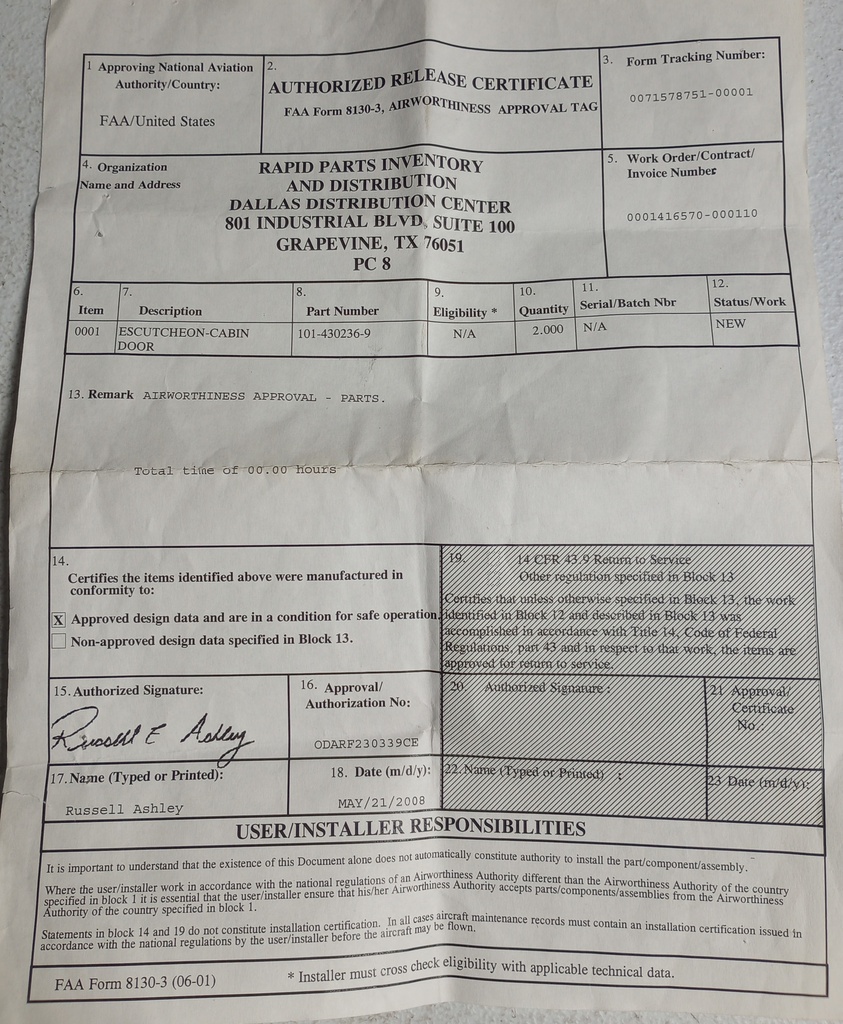 1 Approving National Aviation
Authority/Country:
FAA/United States
2.
AUTHORIZED RELEASE CERTIFICATE
FAA Form 8130-3, AIRWORTHINESS APPROVAL TAG
3. Form Tracking Number:
0071578751-00001
4. Organization
Name and Address
RAPID PARTS INVENTORY
AND DISTRIBUTION
DALLAS DISTRIBUTION CENTER
801 INDUSTRIAL BLVD, SUITE 100
GRAPEVINE, TX 76051
PC 8
5. Work Order/Contract/
Invoice Number
0001416570-000110
6. Item
7. Description
8. Part Number
9. Eligibility *
10. Quantity
11. Serial/Batch Nbr
12. Status/Work
0001 ESCUTCHEON-CABIN 101-430236-9 N/A 2.000 N/A NEW
DOOR
13. Remark AIRWORTHINESS APPROVAL - PARTS.
Total time of 00.00 hours
14.
Certifies the items identified above were manufactured in
conformity to:
X Approved design data and are in a condition for safe operation.
Non-approved design data specified in Block 13.
19. 14 CFR 43.9 Return to Service
Other regulation specified in Block 13
Certifies that unless otherwise specified in Block 13, the work
identified in Block 12 and described in Block 13 was
accomplished in accordance with Title 14, Code of Federal
Regulations, part 43 and in respect to that work, the items are
approved for return to service.
15. Authorized Signature:
Russell E Ashley
16. Approval/
Authorization No:
ODARF230339CE
20. Authorized Signature :
21 Approval/
Certificate
No.
17. Name (Typed or Printed):
Russell Ashley
18. Date (m/d/y):
MAY/21/2008
22. Name (Typed or Printed) :
23 Date (m/d/y):
USER/INSTALLER RESPONSIBILITIES
It is important to understand that the existence of this Document alone does not automatically constitute authority to install the part/component/assembly.
Where the user/installer work in accordance with the national regulations of an Airworthiness Authority different than the Airworthiness Authority of the country
specified in block 1 it is essential that the user/installer ensure that his/her Airworthiness Authority accepts parts/components/assemblies from the Airworthiness
Authority of the country specified in block 1.
Statements in block 14 and 19 do not constitute installation certification. In all cases aircraft maintenance records must contain an installation certification issued in
accordance with the national regulations by the user/installer before the aircraft may be flown.
FAA Form 8130-3 (06-01)
* Installer must cross check eligibility with applicable technical data.